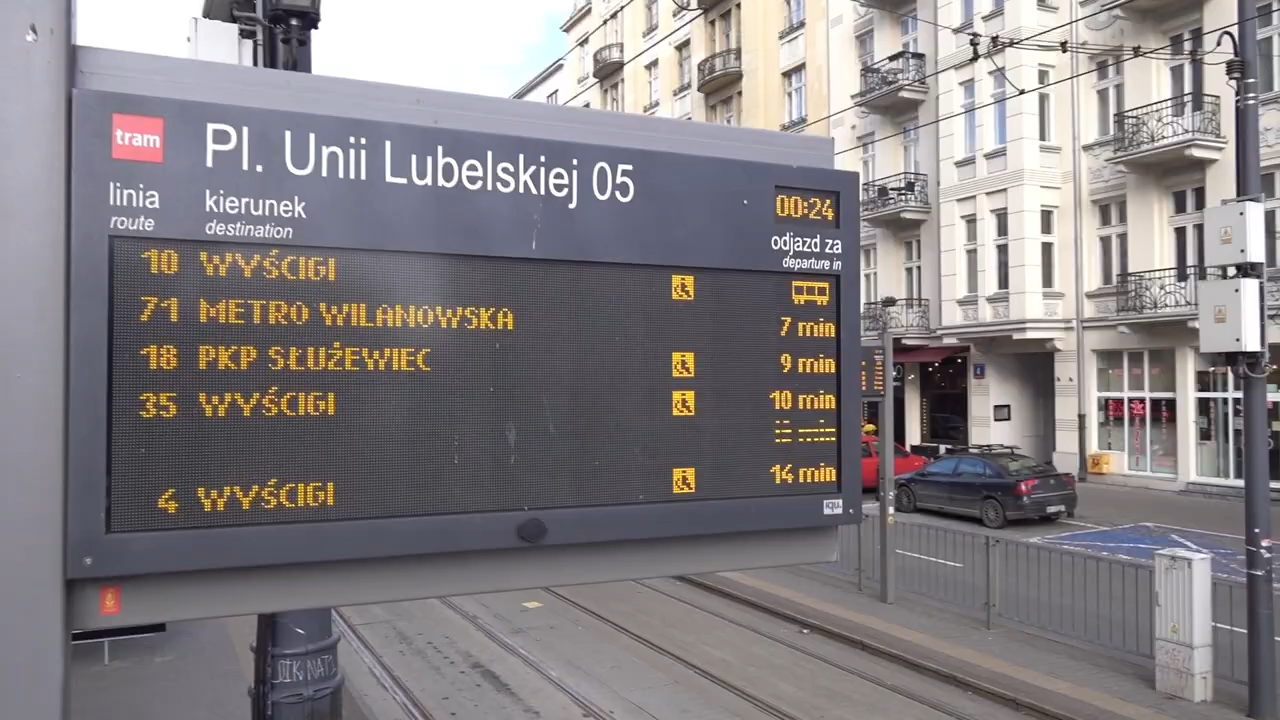 tram
Pl. Unii Lubelskiej 05
linia
route
kierunek
destination
00:24
odjazd za
departure in
10 WYŚCIGI
71 METRO WILANOWSKA 7 min
18 PKP SŁUŻEWIEC 9 min
35 WYŚCIGI 10 min
4 WYŚCIGI 14 min